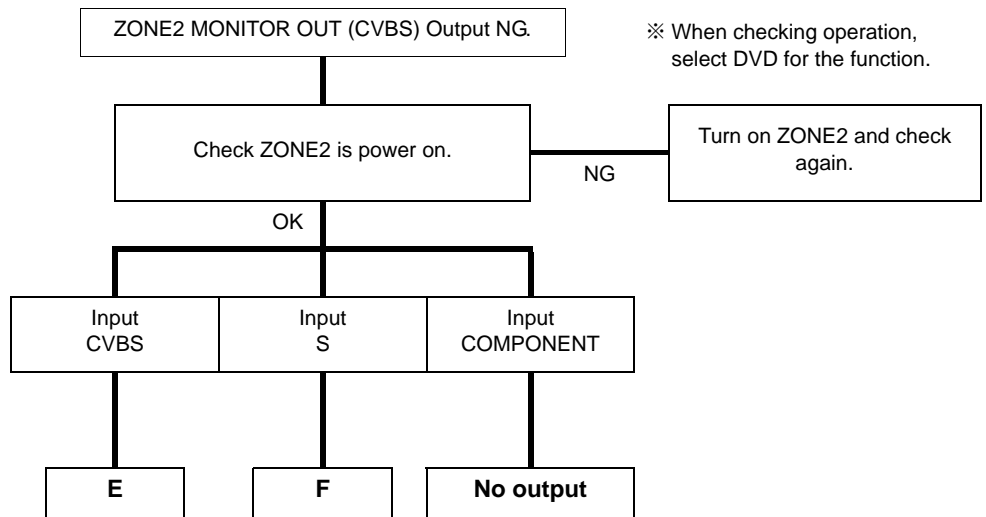 ZONE2 MONITOR OUT (CVBS) Output NG.
※ When checking operation,
select DVD for the function.
Check ZONE2 is power on.
NG
Turn on ZONE2 and check
again.
OK
Input
CVBS
Input
S
Input
COMPONENT
E
F
No output